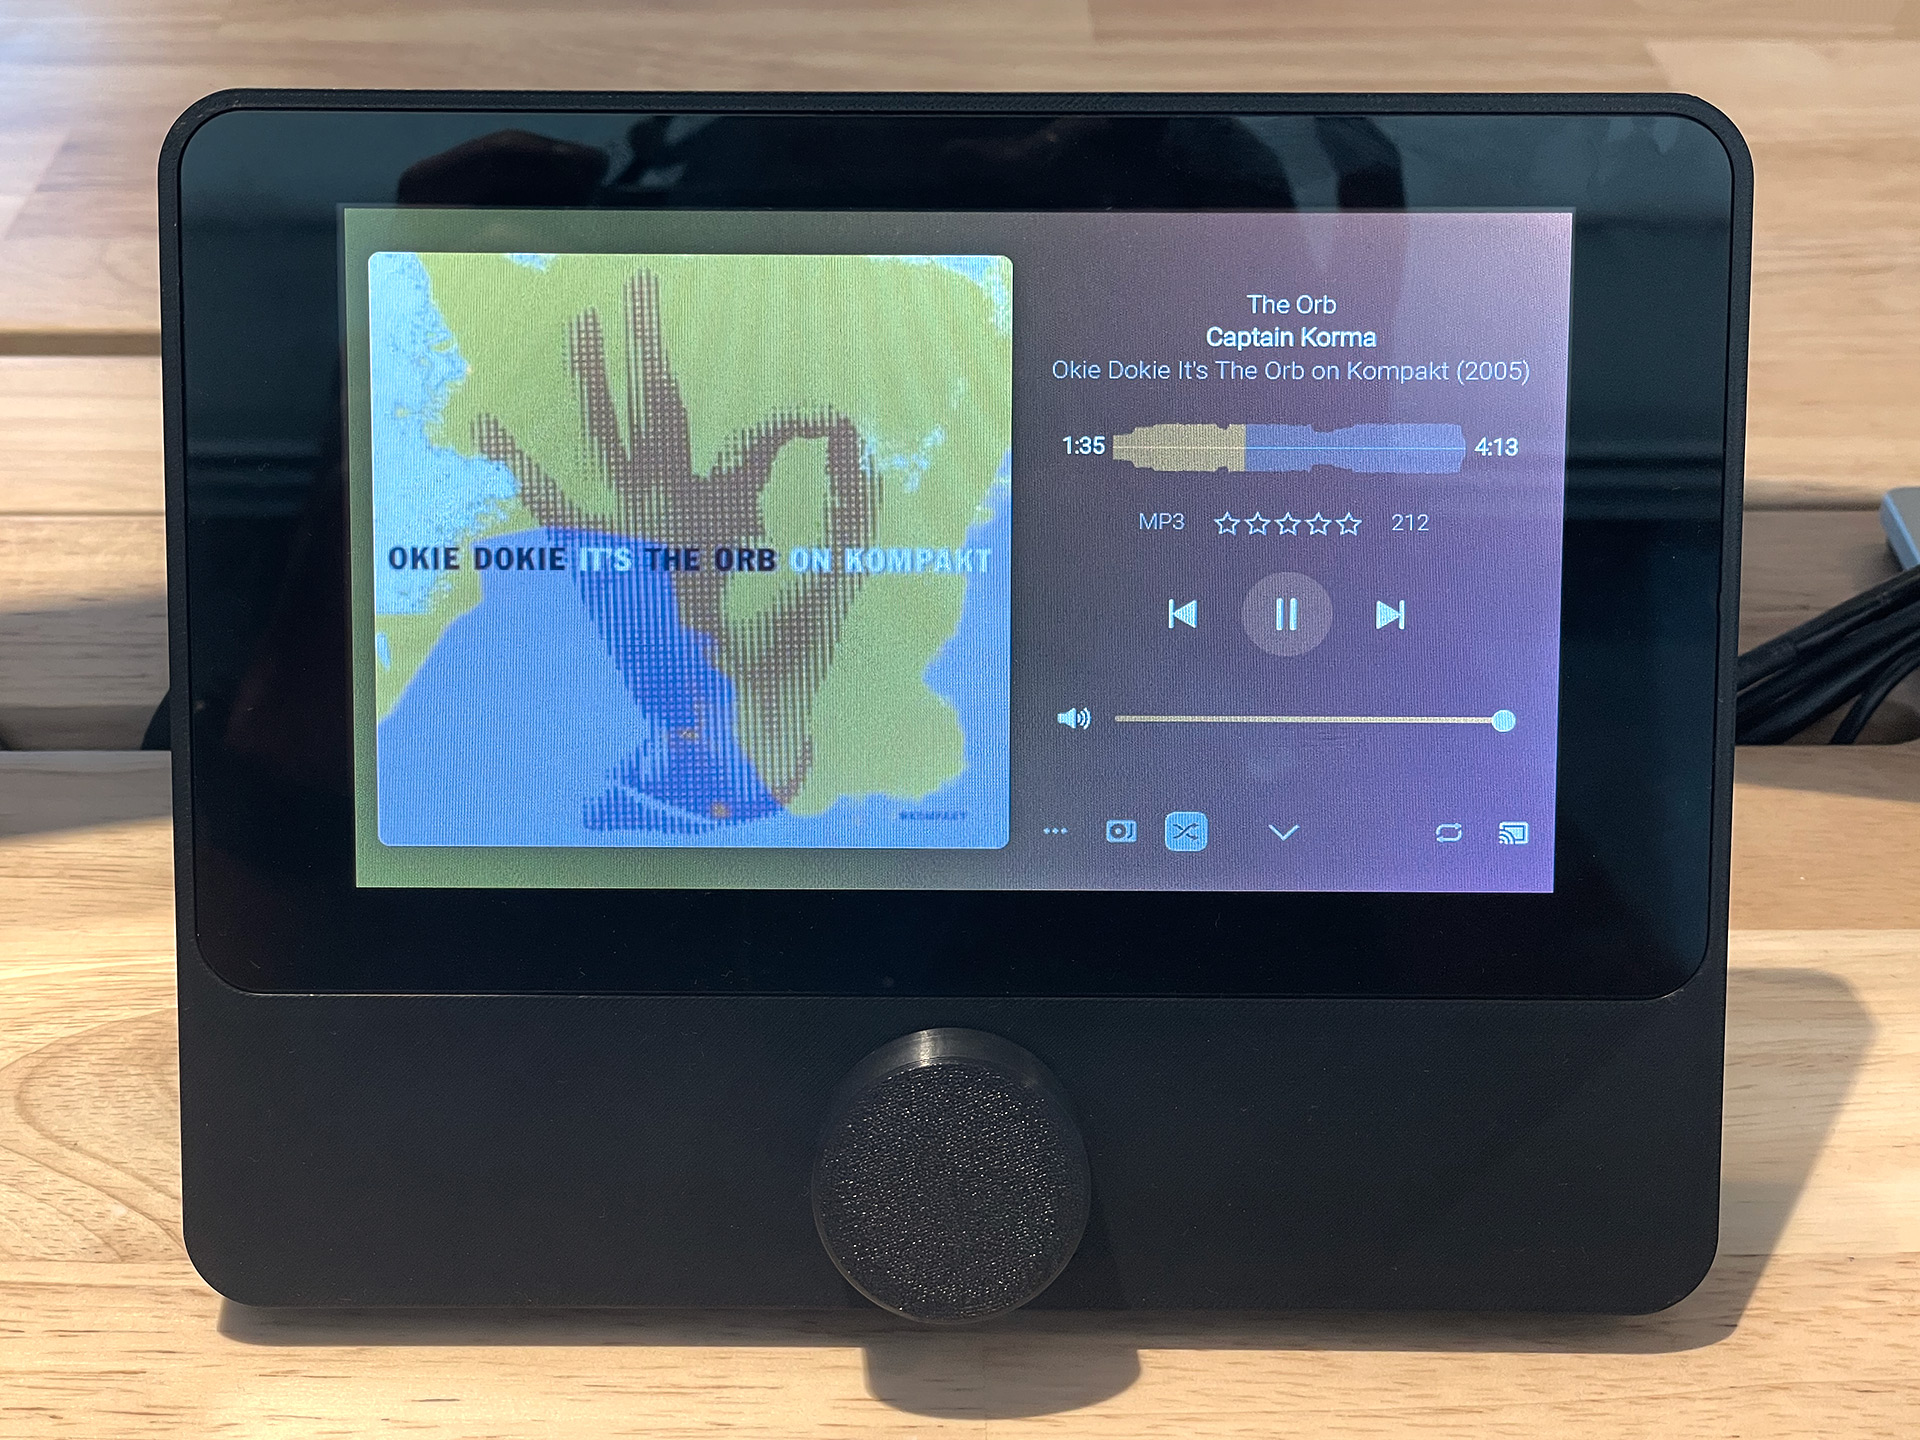 OKIE DOKIE IT'S THE ORB ON KOMPAKT
KOMPAKT
The Orb
Captain Korma
Okie Dokie It's The Orb on Kompakt (2005)
1:35 4:13
MP3 212